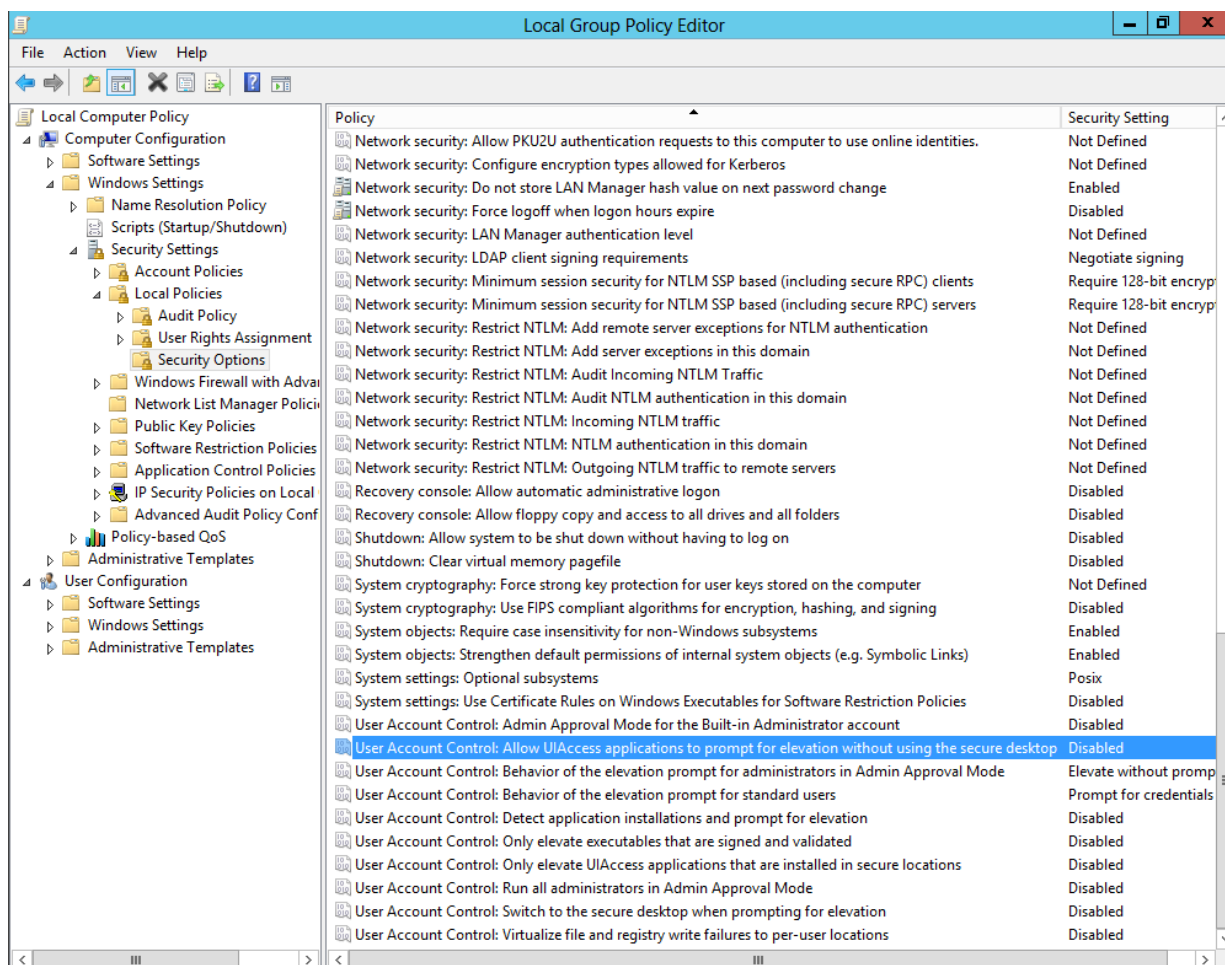 Local Group Policy Editor
File Action View Help
Local Computer Policy
Computer Configuration
Software Settings
Windows Settings
Name Resolution Policy
Scripts (Startup/Shutdown)
Security Settings
Account Policies
Local Policies
Audit Policy
User Rights Assignment
Security Options
Windows Firewall with Advai
Network List Manager Polici
Public Key Policies
Software Restriction Policies
Application Control Policies
IP Security Policies on Local
Advanced Audit Policy Conf
Policy-based QoS
Administrative Templates
User Configuration
Software Settings
Windows Settings
Administrative Templates
Policy Security Setting
Network security: Allow PKU2U authentication requests to this computer to use online identities. Not Defined
Network security: Configure encryption types allowed for Kerberos Not Defined
Network security: Do not store LAN Manager hash value on next password change Enabled
Network security: Force logoff when logon hours expire Disabled
Network security: LAN Manager authentication level Not Defined
Network security: LDAP client signing requirements Negotiate signing
Network security: Minimum session security for NTLM SSP based (including secure RPC) clients Require 128-bit encryp
Network security: Minimum session security for NTLM SSP based (including secure RPC) servers Require 128-bit encryp
Network security: Restrict NTLM: Add remote server exceptions for NTLM authentication Not Defined
Network security: Restrict NTLM: Add server exceptions in this domain Not Defined
Network security: Restrict NTLM: Audit Incoming NTLM Traffic Not Defined
Network security: Restrict NTLM: Audit NTLM authentication in this domain Not Defined
Network security: Restrict NTLM: Incoming NTLM traffic Not Defined
Network security: Restrict NTLM: NTLM authentication in this domain Not Defined
Network security: Restrict NTLM: Outgoing NTLM traffic to remote servers Not Defined
Recovery console: Allow automatic administrative logon Disabled
Recovery console: Allow floppy copy and access to all drives and all folders Disabled
Shutdown: Allow system to be shut down without having to log on Disabled
Shutdown: Clear virtual memory pagefile Disabled
System cryptography: Force strong key protection for user keys stored on the computer Not Defined
System cryptography: Use FIPS compliant algorithms for encryption, hashing, and signing Disabled
System objects: Require case insensitivity for non-Windows subsystems Enabled
System objects: Strengthen default permissions of internal system objects (e.g. Symbolic Links) Enabled
System settings: Optional subsystems Posix
System settings: Use Certificate Rules on Windows Executables for Software Restriction Policies Disabled
User Account Control: Admin Approval Mode for the Built-in Administrator account Disabled
User Account Control: Allow UIAccess applications to prompt for elevation without using the secure desktop Disabled
User Account Control: Behavior of the elevation prompt for administrators in Admin Approval Mode Elevate without promp
User Account Control: Behavior of the elevation prompt for standard users Prompt for credentials
User Account Control: Detect application installations and prompt for elevation Disabled
User Account Control: Only elevate executables that are signed and validated Disabled
User Account Control: Only elevate UIAccess applications that are installed in secure locations Disabled
User Account Control: Run all administrators in Admin Approval Mode Disabled
User Account Control: Switch to the secure desktop when prompting for elevation Disabled
User Account Control: Virtualize file and registry write failures to per-user locations Disabled